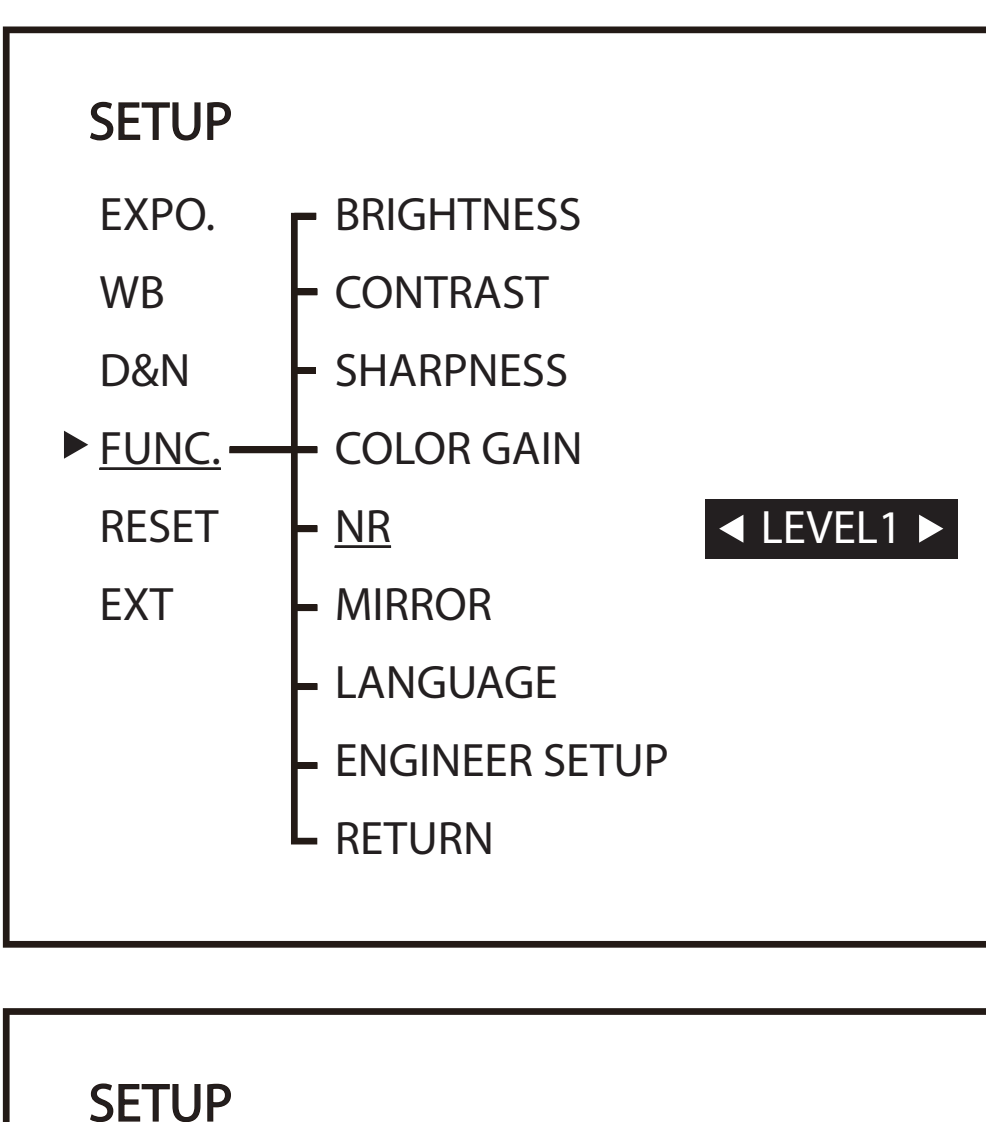 SETUP
EXPO. BRIGHTNESS
WB CONTRAST
D&N SHARPNESS
▶ FUNC. COLOR GAIN
RESET NR ◀ LEVEL1 ▶
EXT MIRROR
LANGUAGE
ENGINEER SETUP
RETURN
SETUP